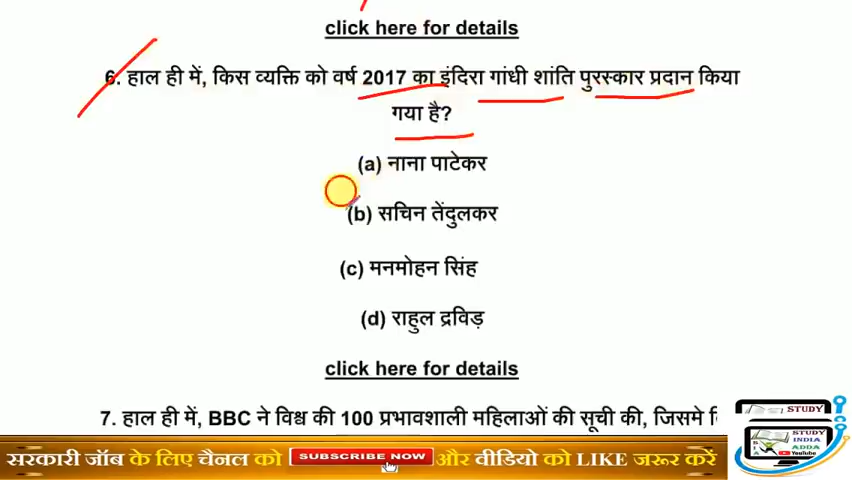 click here for details
6. हाल ही में, किस व्यक्ति को वर्ष 2017 का इंदिरा गांधी शांति पुरस्कार प्रदान किया
गया है?
(a) नाना पाटेकर
(b) सचिन तेंदुलकर
(c) मनमोहन सिंह
(d) राहुल द्रविड़
click here for details
7. हाल ही में, BBC ने विश्व की 100 प्रभावशाली महिलाओं की सूची की, जिसमे
STUDY
STUDY
INDIA
ADDA
YouTube
सरकारी जॉब के लिए चैनल को SUBSCRIBE NOW और वीडियो को LIKE जरूर करें